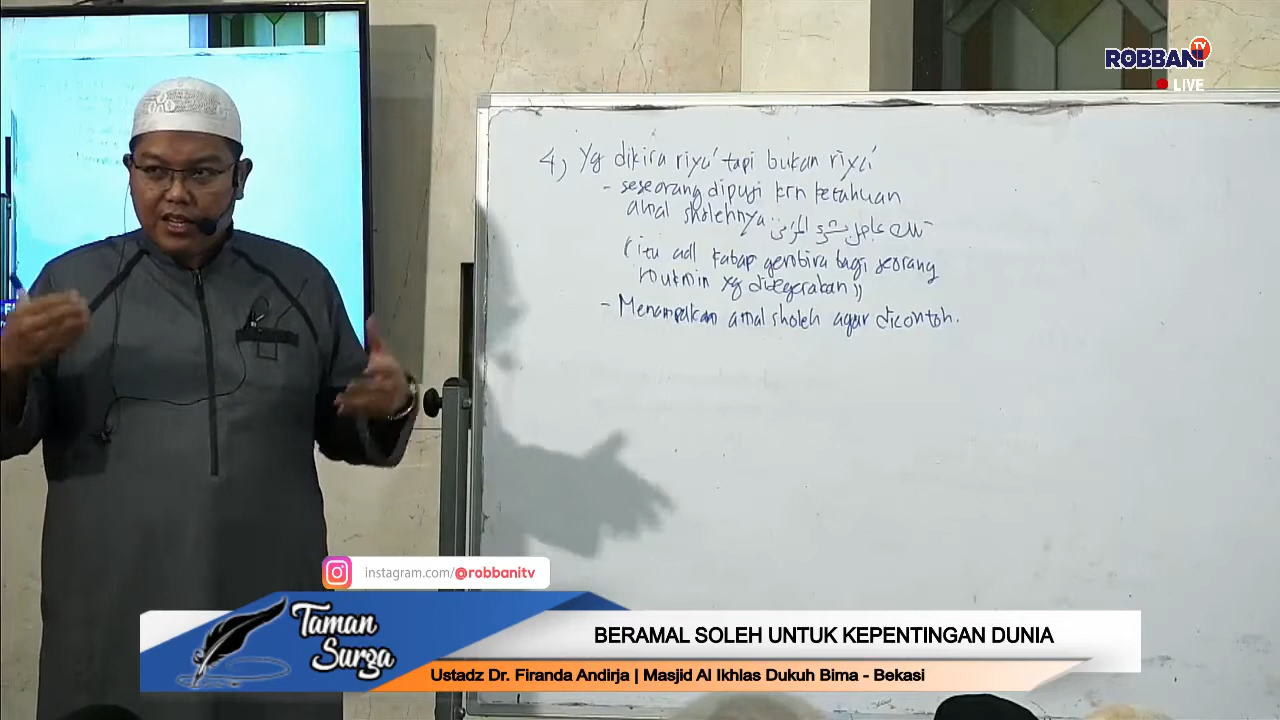 ROBBANI TV
LIVE
4) Yg dikira riya' tapi bukan riya'
- seseorang dipuji krn ketahuan
amal sholehnya : تلك عاجل بشرى المؤمن
(itu adl kabar gembira bagi seorang
mukmin yg disegerakan))
- Menampakan amal sholeh agar dicontoh.
instagram.com/@robbanitv
Taman
Surga
BERAMAL SOLEH UNTUK KEPENTINGAN DUNIA
Ustadz Dr. Firanda Andirja | Masjid Al Ikhlas Dukuh Bima - Bekasi